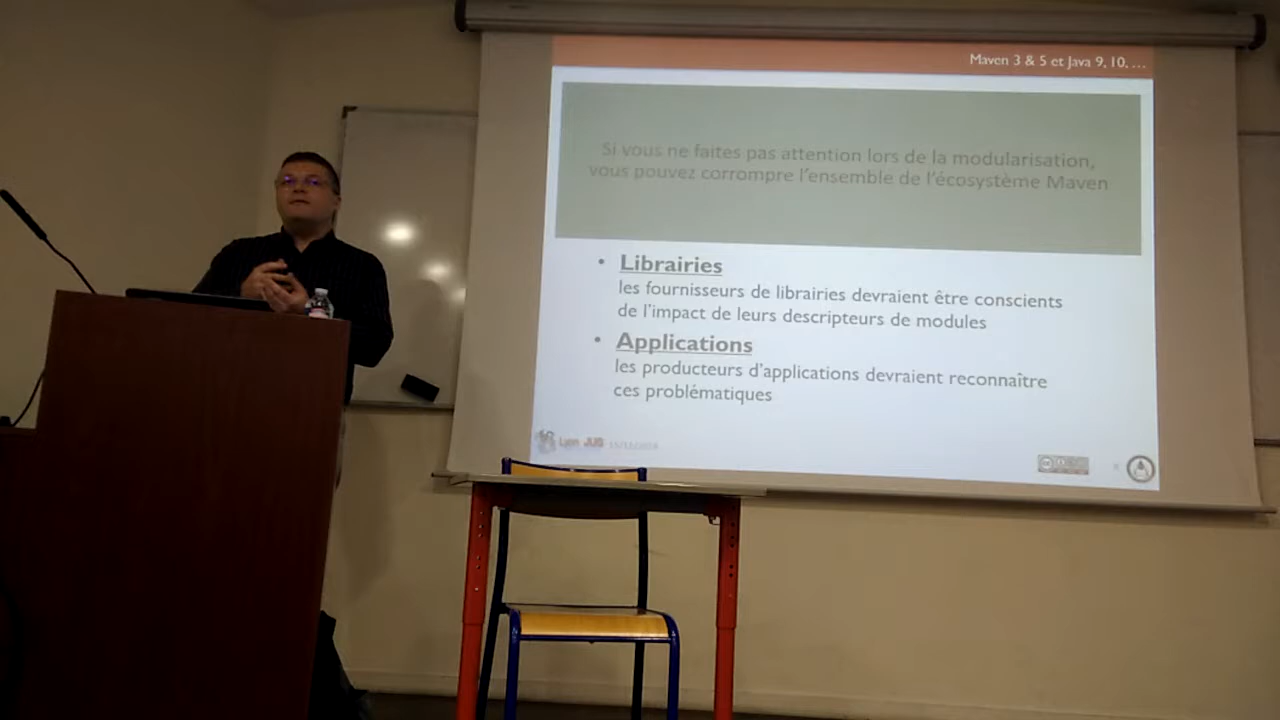 Maven 3 & 5 et Java 9, 10, …
Si vous ne faites pas attention lors de la modularisation,
vous pouvez corrompre l'ensemble de l'écosystème Maven
• Librairies
les fournisseurs de librairies devraient être conscients
de l'impact de leurs descripteurs de modules
• Applications
les producteurs d'applications devraient reconnaître
ces problématiques
Lyon JUG